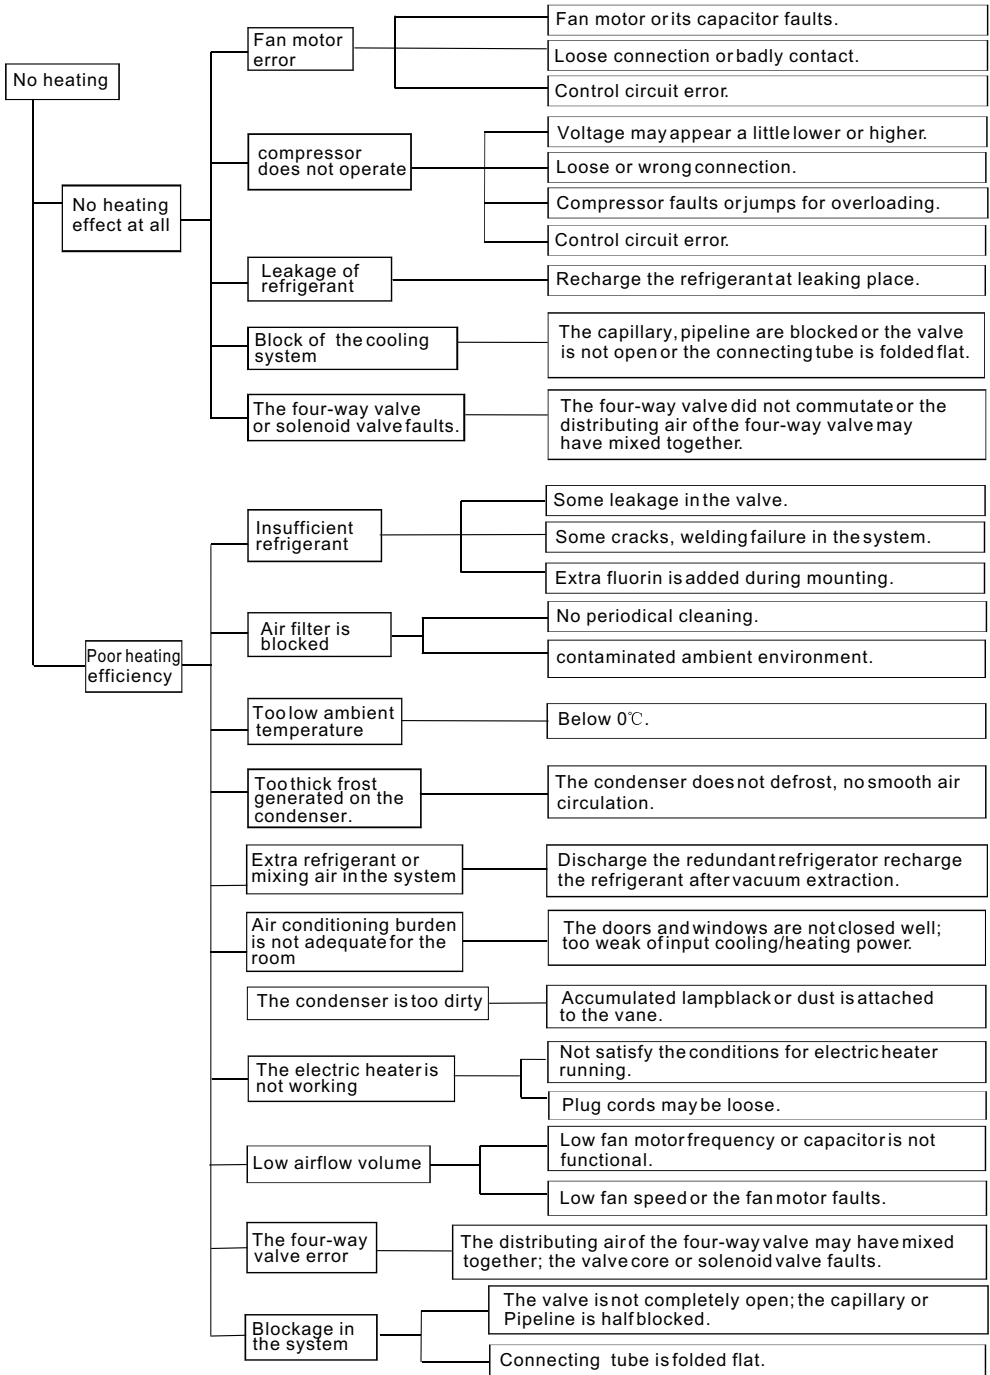 No heating
No heating
effect at all
Fan motor
error
Fan motor or its capacitor faults.
Loose connection or badly contact.
Control circuit error.
compressor
does not operate
Voltage may appear a little lower or higher.
Loose or wrong connection.
Compressor faults or jumps for overloading.
Control circuit error.
Leakage of
refrigerant
Recharge the refrigerant at leaking place.
Block of the cooling
system
The capillary, pipeline are blocked or the valve
is not open or the connecting tube is folded flat.
The four-way valve
or solenoid valve faults.
The four-way valve did not commutate or the
distributing air of the four-way valve may
have mixed together.
Poor heating
efficiency
Insufficient
refrigerant
Some leakage in the valve.
Some cracks, welding failure in the system.
Extra fluorin is added during mounting.
Air filter is
blocked
No periodical cleaning.
contaminated ambient environment.
Too low ambient
temperature
Below 0℃.
Too thick frost
generated on the
condenser.
The condenser does not defrost, no smooth air
circulation.
Extra refrigerant or
mixing air in the system
Discharge the redundant refrigerator recharge
the refrigerant after vacuum extraction.
Air conditioning burden
is not adequate for the
room
The doors and windows are not closed well;
too weak of input cooling/heating power.
The condenser is too dirty
Accumulated lampblack or dust is attached
to the vane.
The electric heater is
not working
Not satisfy the conditions for electric heater
running.
Plug cords may be loose.
Low airflow volume
Low fan motor frequency or capacitor is not
functional.
Low fan speed or the fan motor faults.
The four-way
valve error
The distributing air of the four-way valve may have mixed
together; the valve core or solenoid valve faults.
Blockage in
the system
The valve is not completely open; the capillary or
Pipeline is half blocked.
Connecting tube is folded flat.